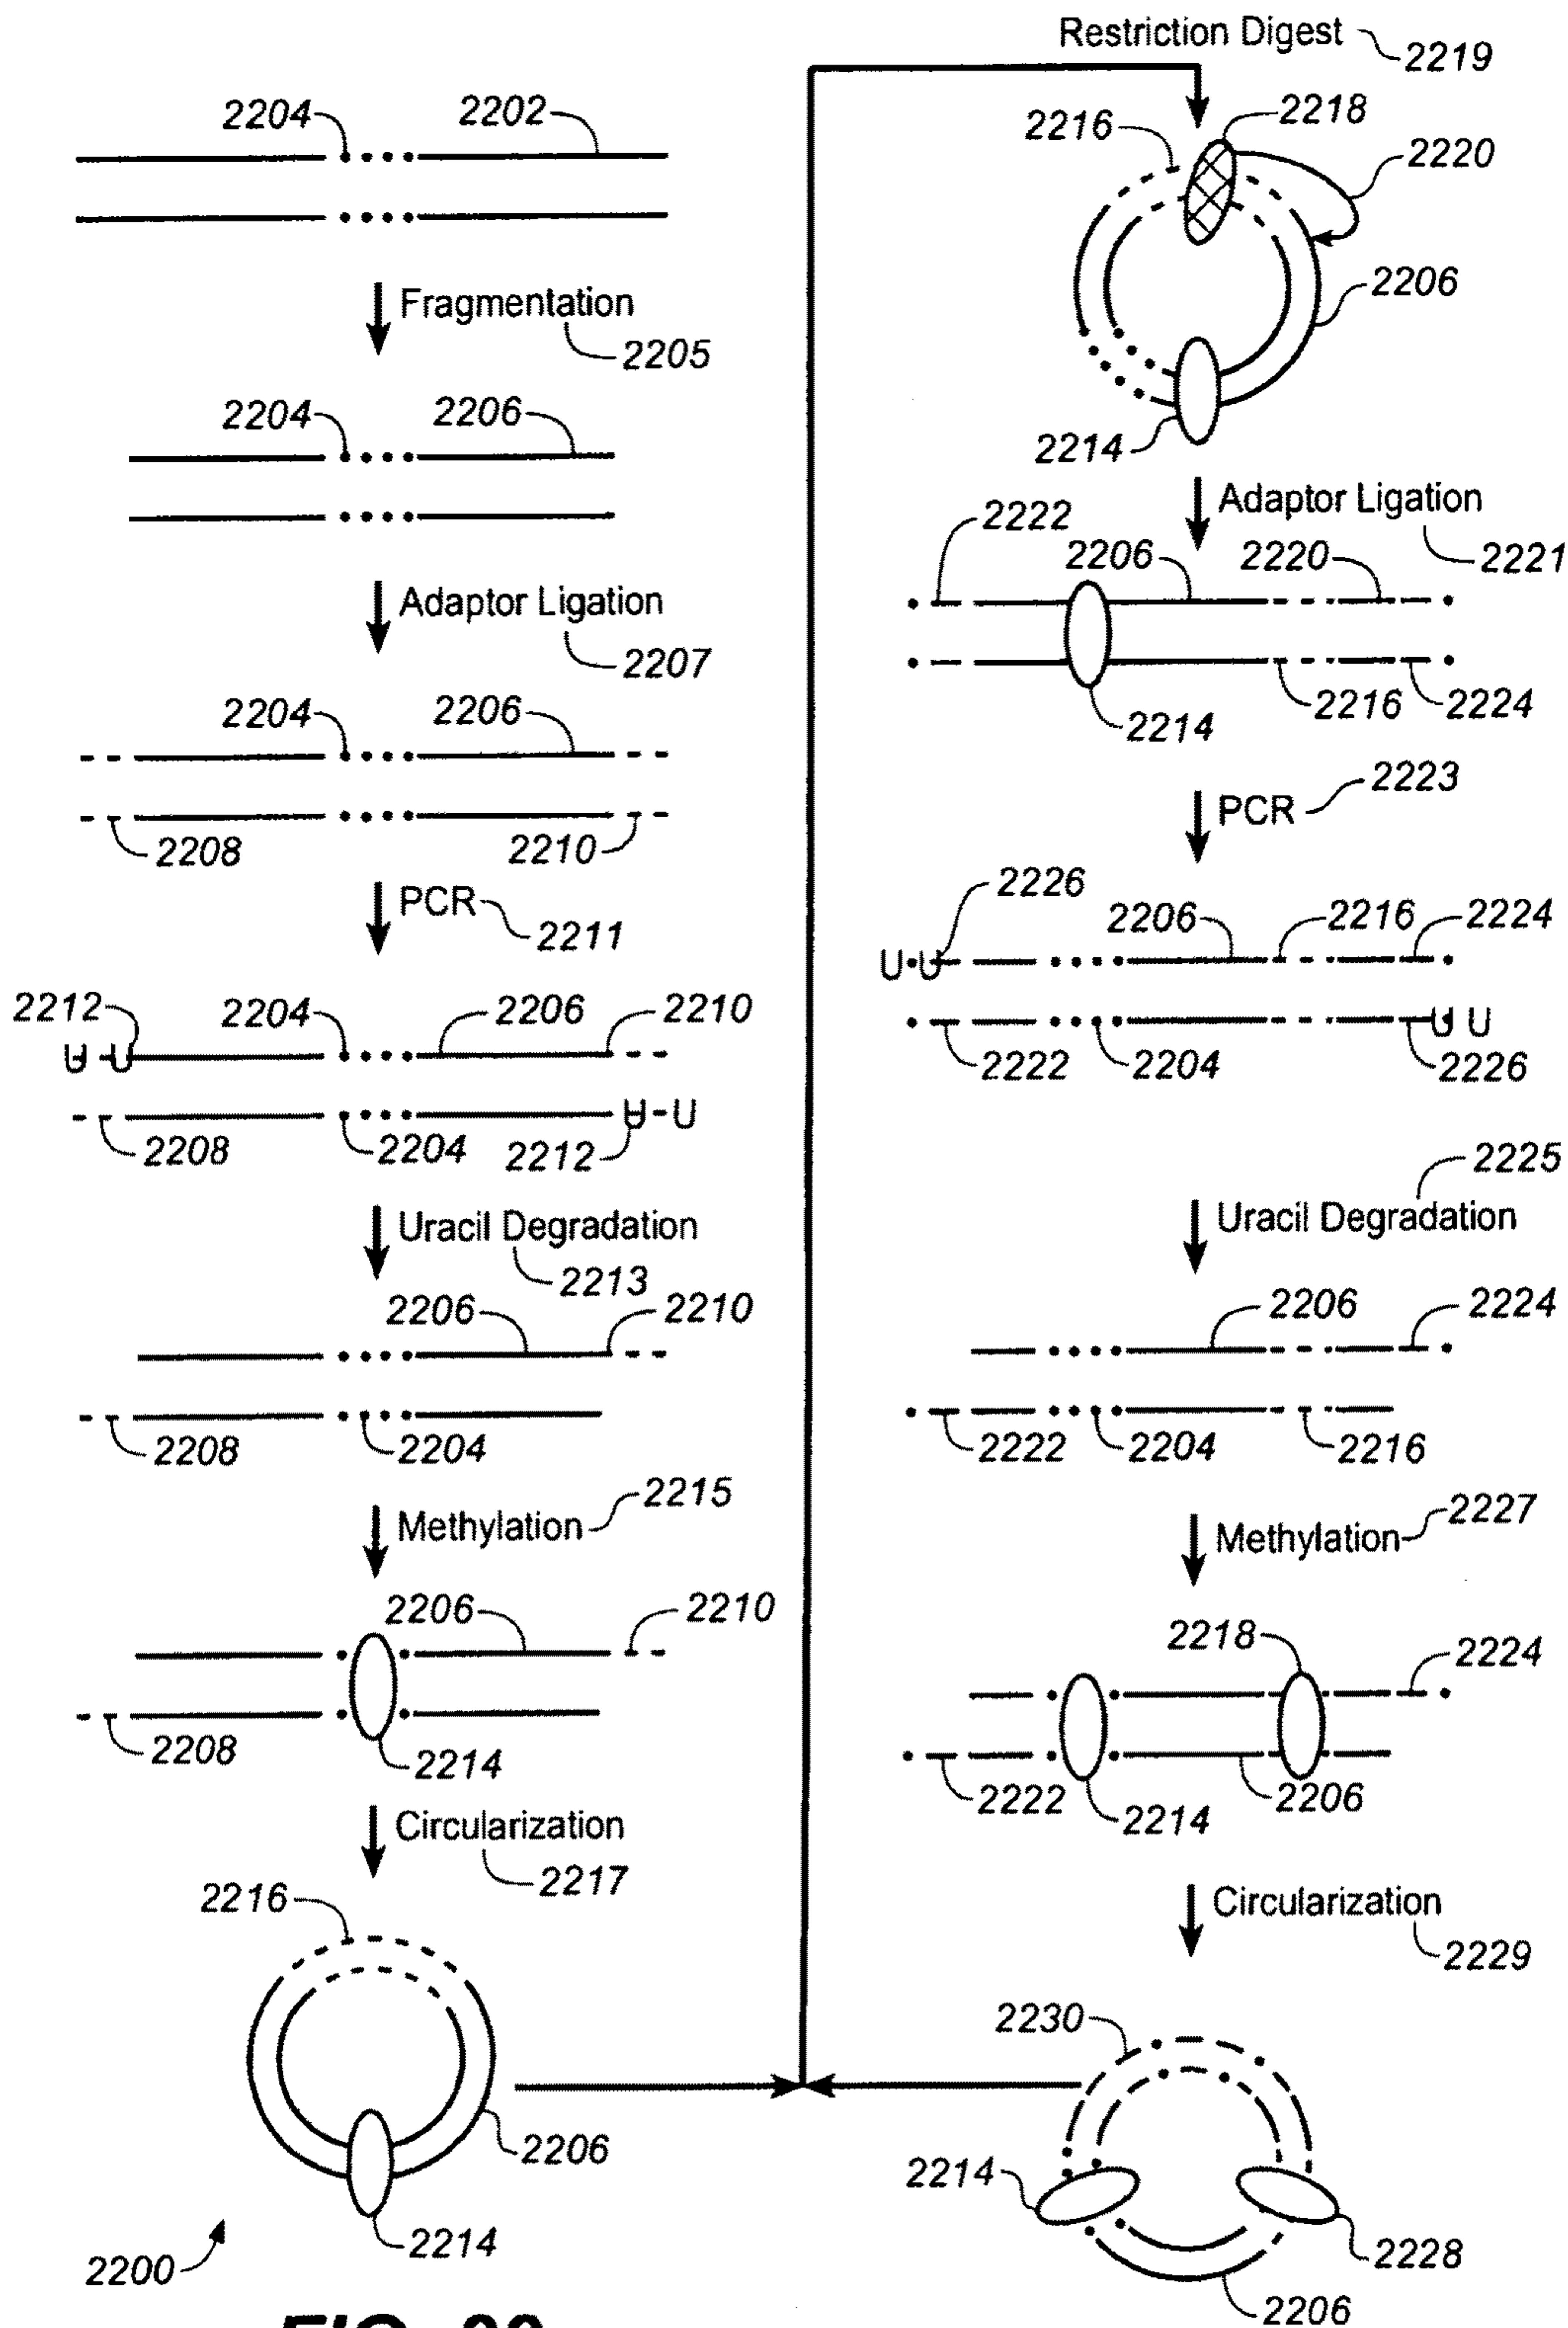 2204 2202
Fragmentation
2205
2204 2206
Adaptor Ligation
2207
2204 2206
2208 2210
PCR
2211
2212 2204 2206 2210
U U
U-U
2208 2204 2212
Uracil Degradation
2213
2206 2210
2208 2204
2215
Methylation
2206 2210
2208 2214
Circularization
2217
2216
2206
2214
2200
Restriction Digest
2219
2216 2218
2220
2206
2214
Adaptor Ligation
2221
2222 2206 2220
2216 2224
2214
2223
PCR
2226
2206 2216 2224
U U
U U
2222 2204 2226
2225
Uracil Degradation
2206 2224
2222 2204 2216
2227
Methylation
2218 2224
2222 2214 2206
Circularization
2229
2230
2214
2228
2206